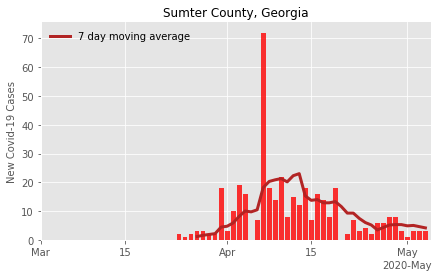 Sumter County, Georgia
7 day moving average
New Covid-19 Cases
70
60
50
40
30
20
10
0
Mar 15 Apr 15 May
2020-May